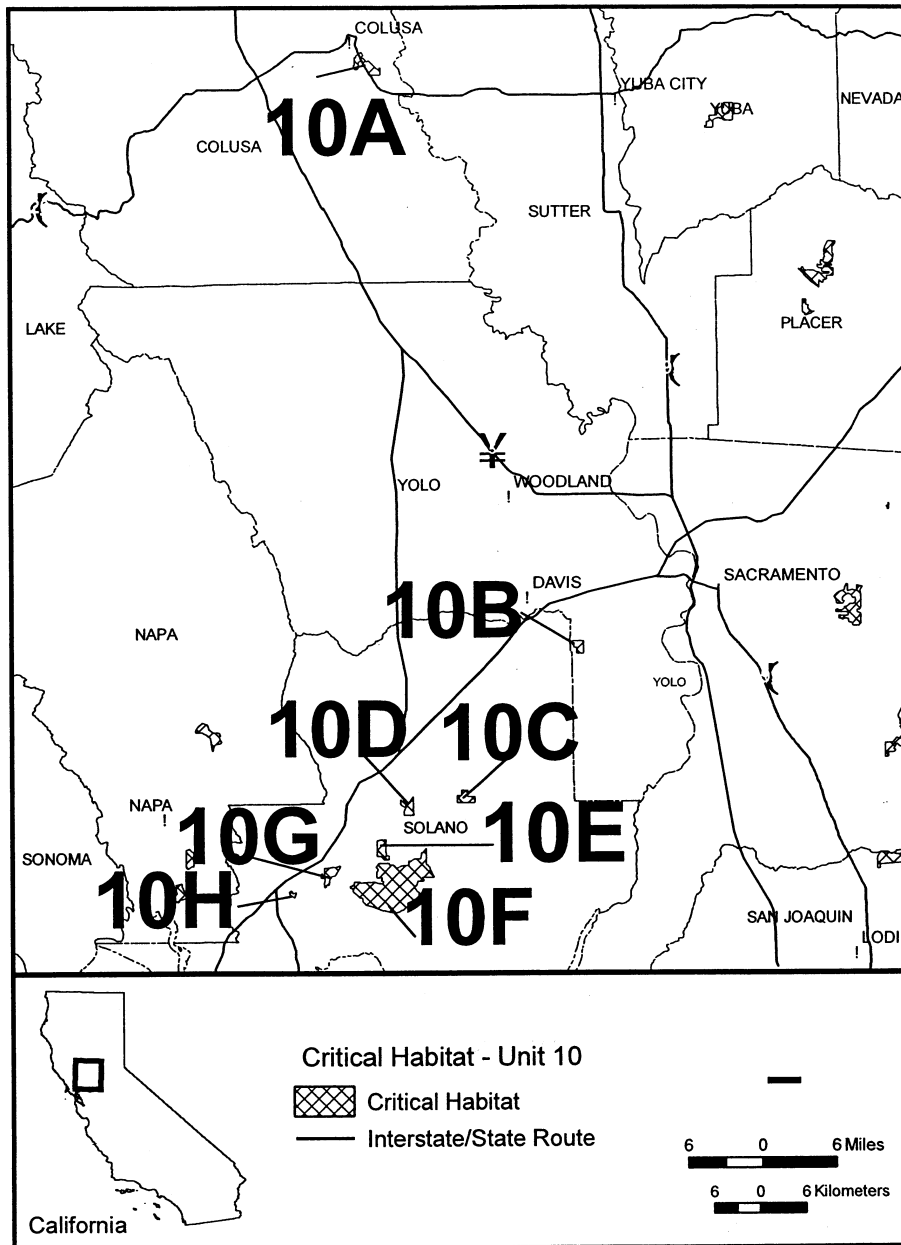 COLUSA
YUBA CITY
YUBA
NEVADA
10A
COLUSA
SUTTER
LAKE
PLACER
YOLO
WOODLAND
DAVIS
SACRAMENTO
10B
NAPA
YOLO
10D
10C
NAPA
SOLANO
10E
10G
SONOMA
10H
10F
SAN JOAQUIN
LODI
Critical Habitat - Unit 10
Critical Habitat
Interstate/State Route
6 0 6 Miles
6 0 6 Kilometers
California